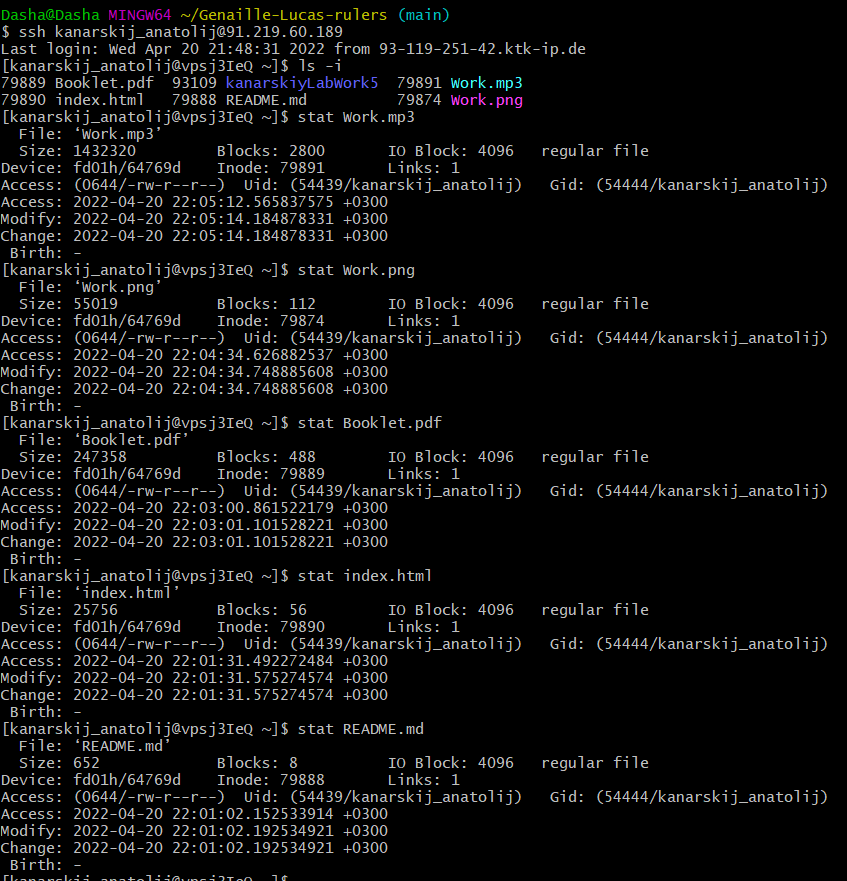 Dasha@Dasha MINGW64 ~/Genaille-Lucas-rulers (main)
$ ssh kanarskij_anatolij@91.219.60.189
Last login: Wed Apr 20 21:48:31 2022 from 93-119-251-42.ktk-ip.de
[kanarskij_anatolij@vpsj3IeQ ~]$ ls -i
79889 Booklet.pdf  93109 kanarskiyLabWork5  79891 Work.mp3
79890 index.html   79888 README.md          79874 Work.png
[kanarskij_anatolij@vpsj3IeQ ~]$ stat Work.mp3
  File: ‘Work.mp3’
  Size: 1432320         Blocks: 2800       IO Block: 4096   regular file
Device: fd01h/64769d    Inode: 79891       Links: 1
Access: (0644/-rw-r--r--)  Uid: (54439/kanarskij_anatolij)   Gid: (54444/kanarskij_anatolij)
Access: 2022-04-20 22:05:12.565837575 +0300
Modify: 2022-04-20 22:05:14.184878331 +0300
Change: 2022-04-20 22:05:14.184878331 +0300
 Birth: -
[kanarskij_anatolij@vpsj3IeQ ~]$ stat Work.png
  File: ‘Work.png’
  Size: 55019           Blocks: 112        IO Block: 4096   regular file
Device: fd01h/64769d    Inode: 79874       Links: 1
Access: (0644/-rw-r--r--)  Uid: (54439/kanarskij_anatolij)   Gid: (54444/kanarskij_anatolij)
Access: 2022-04-20 22:04:34.626882537 +0300
Modify: 2022-04-20 22:04:34.748885608 +0300
Change: 2022-04-20 22:04:34.748885608 +0300
 Birth: -
[kanarskij_anatolij@vpsj3IeQ ~]$ stat Booklet.pdf
  File: ‘Booklet.pdf’
  Size: 247358          Blocks: 488        IO Block: 4096   regular file
Device: fd01h/64769d    Inode: 79889       Links: 1
Access: (0644/-rw-r--r--)  Uid: (54439/kanarskij_anatolij)   Gid: (54444/kanarskij_anatolij)
Access: 2022-04-20 22:03:00.861522179 +0300
Modify: 2022-04-20 22:03:01.101528221 +0300
Change: 2022-04-20 22:03:01.101528221 +0300
 Birth: -
[kanarskij_anatolij@vpsj3IeQ ~]$ stat index.html
  File: ‘index.html’
  Size: 25756           Blocks: 56         IO Block: 4096   regular file
Device: fd01h/64769d    Inode: 79890       Links: 1
Access: (0644/-rw-r--r--)  Uid: (54439/kanarskij_anatolij)   Gid: (54444/kanarskij_anatolij)
Access: 2022-04-20 22:01:31.492272484 +0300
Modify: 2022-04-20 22:01:31.575274574 +0300
Change: 2022-04-20 22:01:31.575274574 +0300
 Birth: -
[kanarskij_anatolij@vpsj3IeQ ~]$ stat README.md
  File: ‘README.md’
  Size: 652             Blocks: 8          IO Block: 4096   regular file
Device: fd01h/64769d    Inode: 79888       Links: 1
Access: (0644/-rw-r--r--)  Uid: (54439/kanarskij_anatolij)   Gid: (54444/kanarskij_anatolij)
Access: 2022-04-20 22:01:02.152533914 +0300
Modify: 2022-04-20 22:01:02.192534921 +0300
Change: 2022-04-20 22:01:02.192534921 +0300
 Birth: -